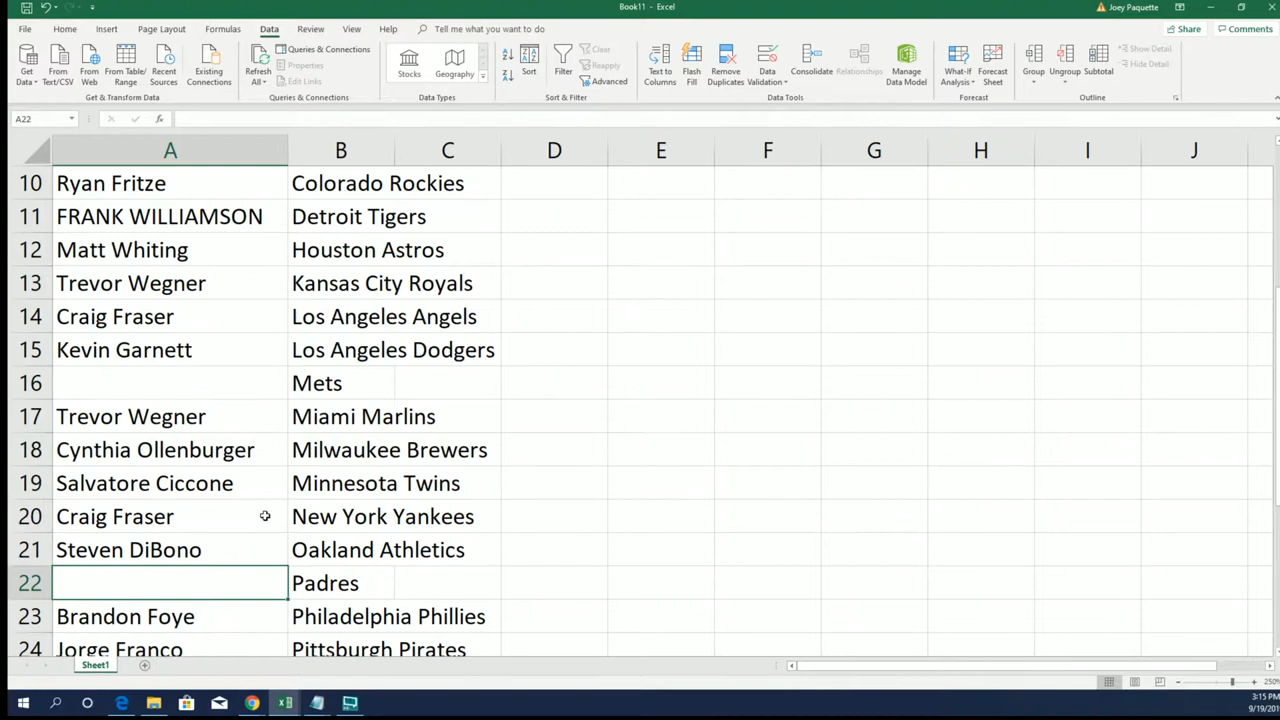 Book11 - Excel
Joey Paquette
File Home Insert Page Layout Formulas Data Review View Help Tell me what you want to do
Share Comments
Get Data From Text/CSV From Web From Table/ Range Recent Sources Existing Connections
Refresh All Queries & Connections Properties Edit Links
Stocks Geography
Sort Filter Clear Reapply Advanced
Text to Columns Flash Fill Remove Duplicates Data Validation Consolidate Relationships Manage Data Model
What-If Analysis Forecast Sheet
Group Ungroup Subtotal Show Detail Hide Detail
Get & Transform Data Queries & Connections Data Types Sort & Filter Data Tools Forecast Outline
A22 fx
A B C D E F G H I J
10 Ryan Fritze Colorado Rockies
11 FRANK WILLIAMSON Detroit Tigers
12 Matt Whiting Houston Astros
13 Trevor Wegner Kansas City Royals
14 Craig Fraser Los Angeles Angels
15 Kevin Garnett Los Angeles Dodgers
16 Mets
17 Trevor Wegner Miami Marlins
18 Cynthia Ollenburger Milwaukee Brewers
19 Salvatore Ciccone Minnesota Twins
20 Craig Fraser New York Yankees
21 Steven DiBono Oakland Athletics
22 Padres
23 Brandon Foye Philadelphia Phillies
24 Jorge Franco Pittsburgh Pirates
Sheet1
250%
3:15 PM